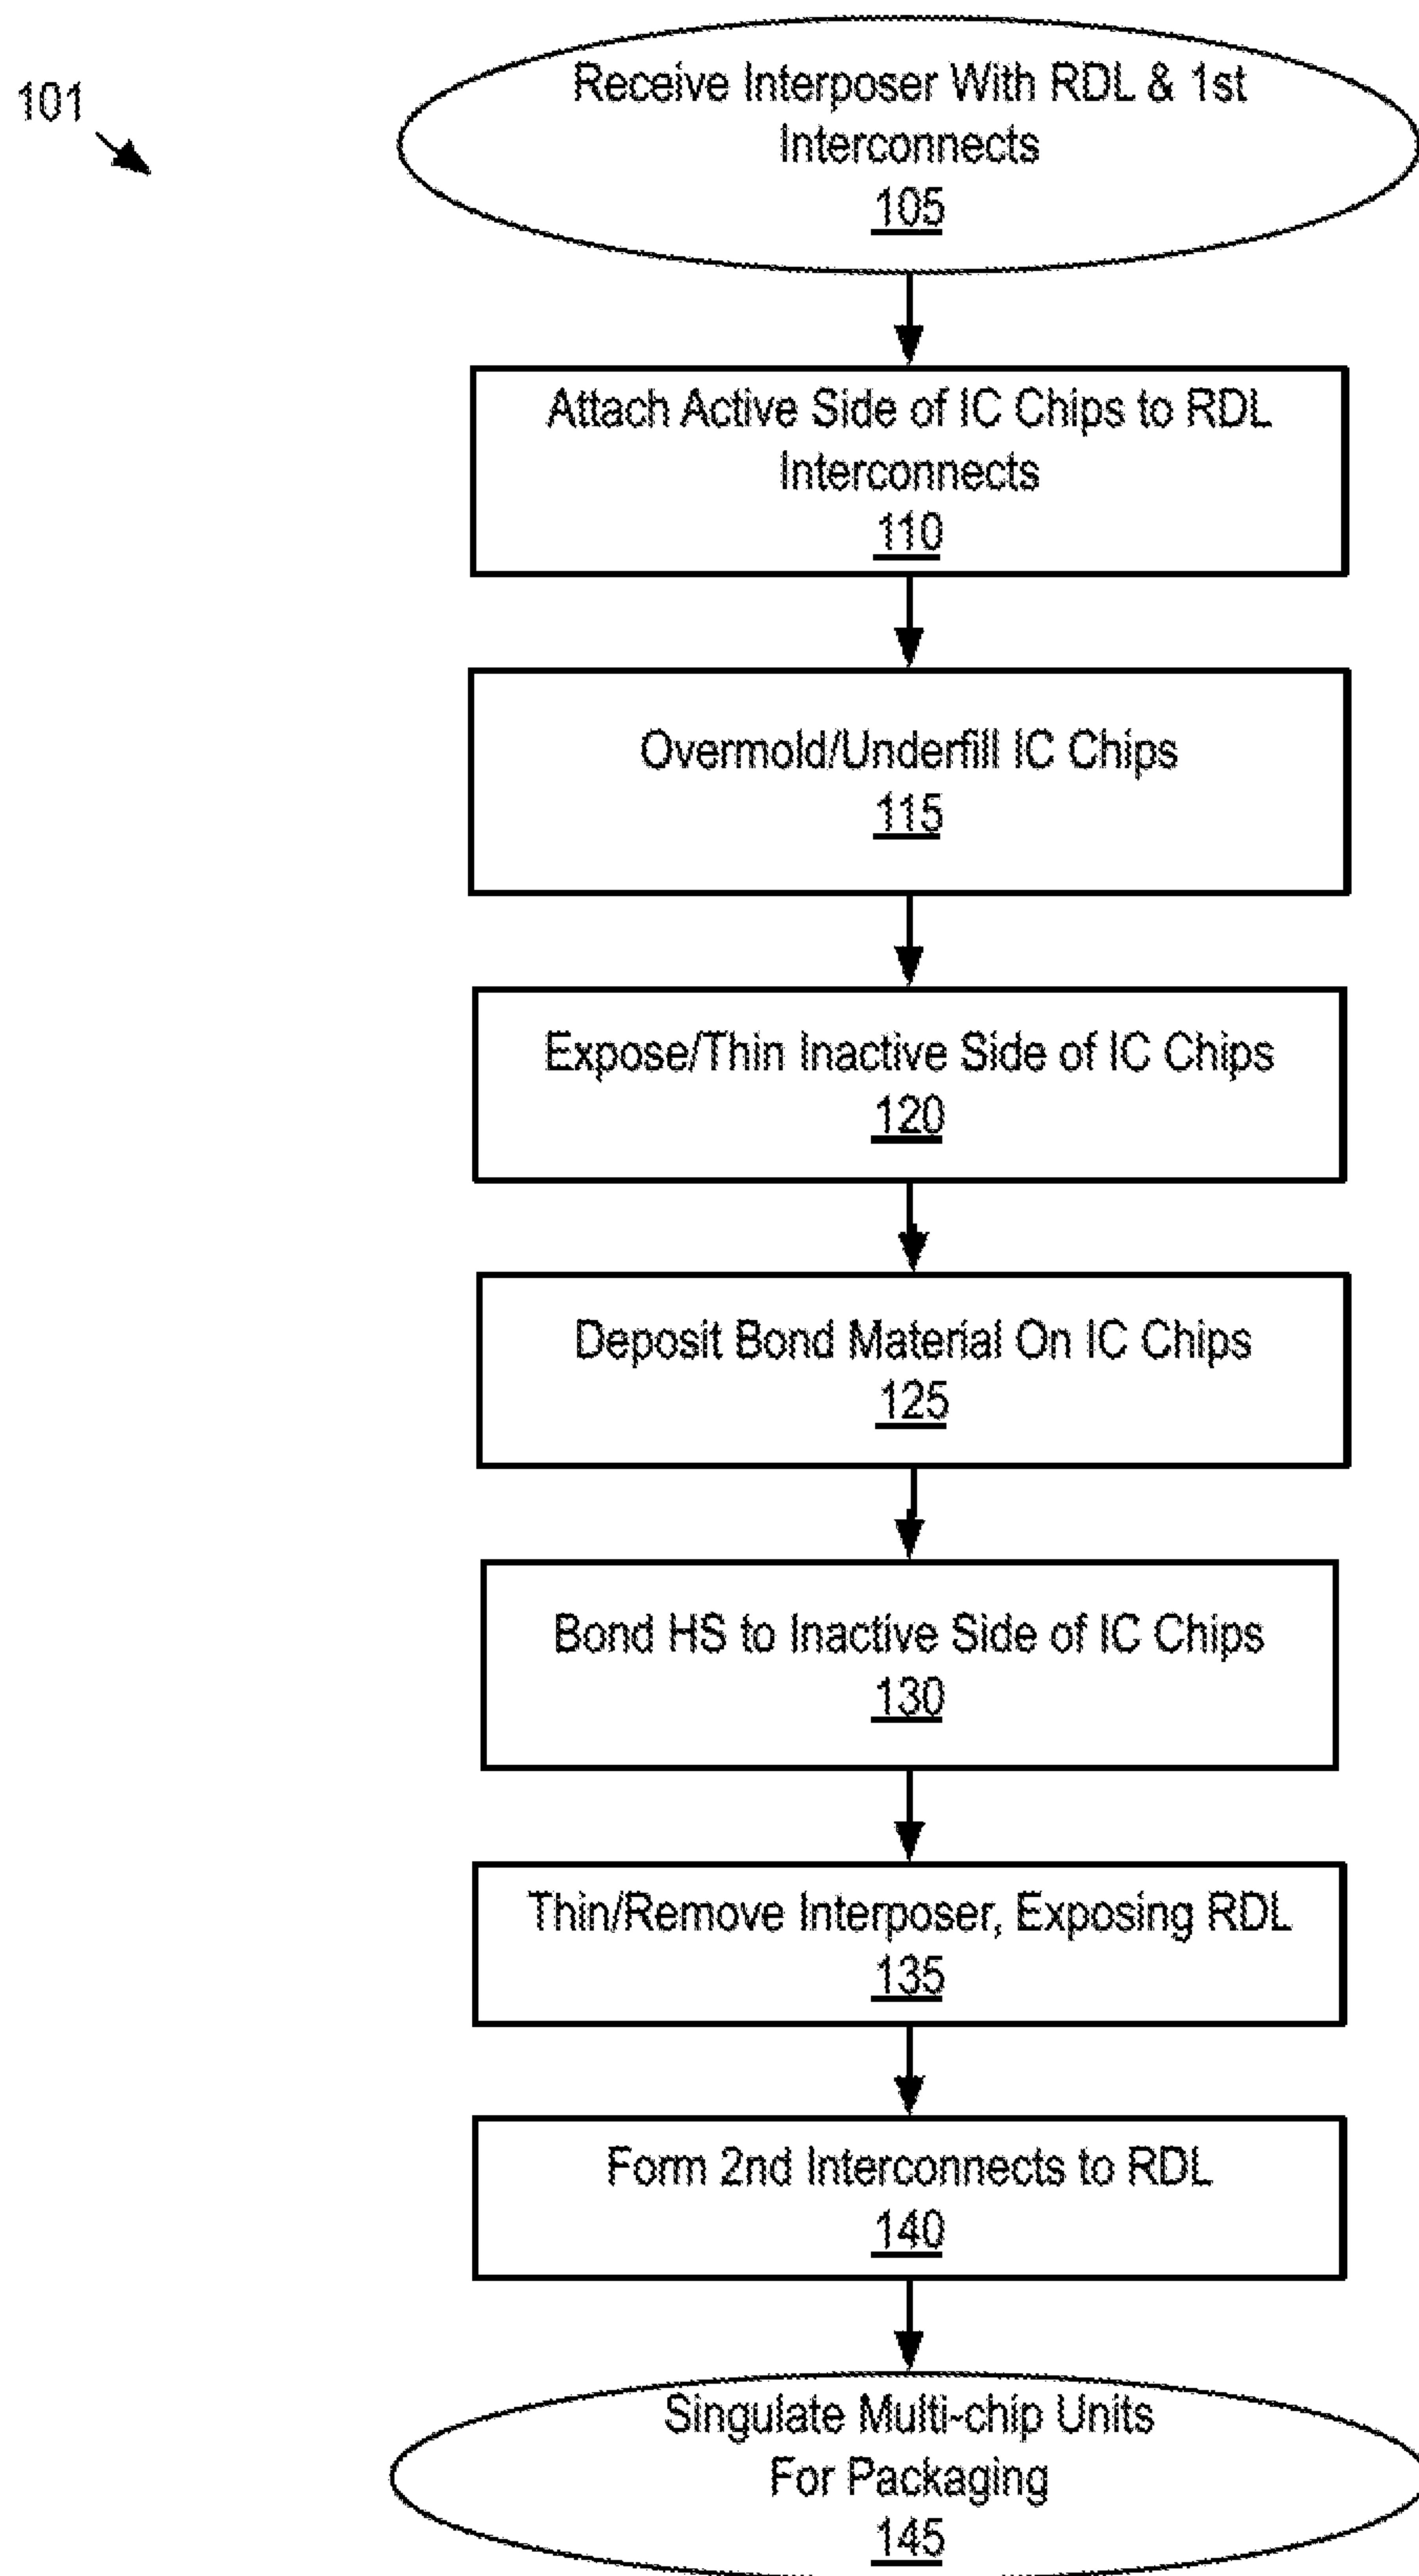 101
Receive Interposer With RDL & 1st
Interconnects
105
Attach Active Side of IC Chips to RDL
Interconnects
110
Overmold/Underfill IC Chips
115
Expose/Thin Inactive Side of IC Chips
120
Deposit Bond Material On IC Chips
125
Bond HS to Inactive Side of IC Chips
130
Thin/Remove Interposer, Exposing RDL
135
Form 2nd Interconnects to RDL
140
Singulate Multi-chip Units
For Packaging
145